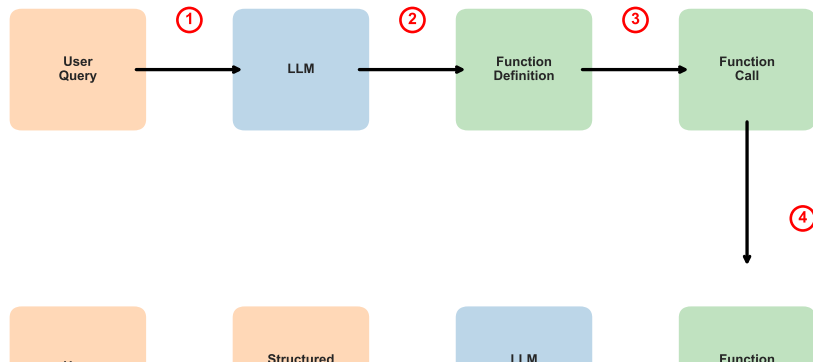 1
2
3
User
Query
LLM
Function
Definition
Function
Call
4
Structured
LLM
Function